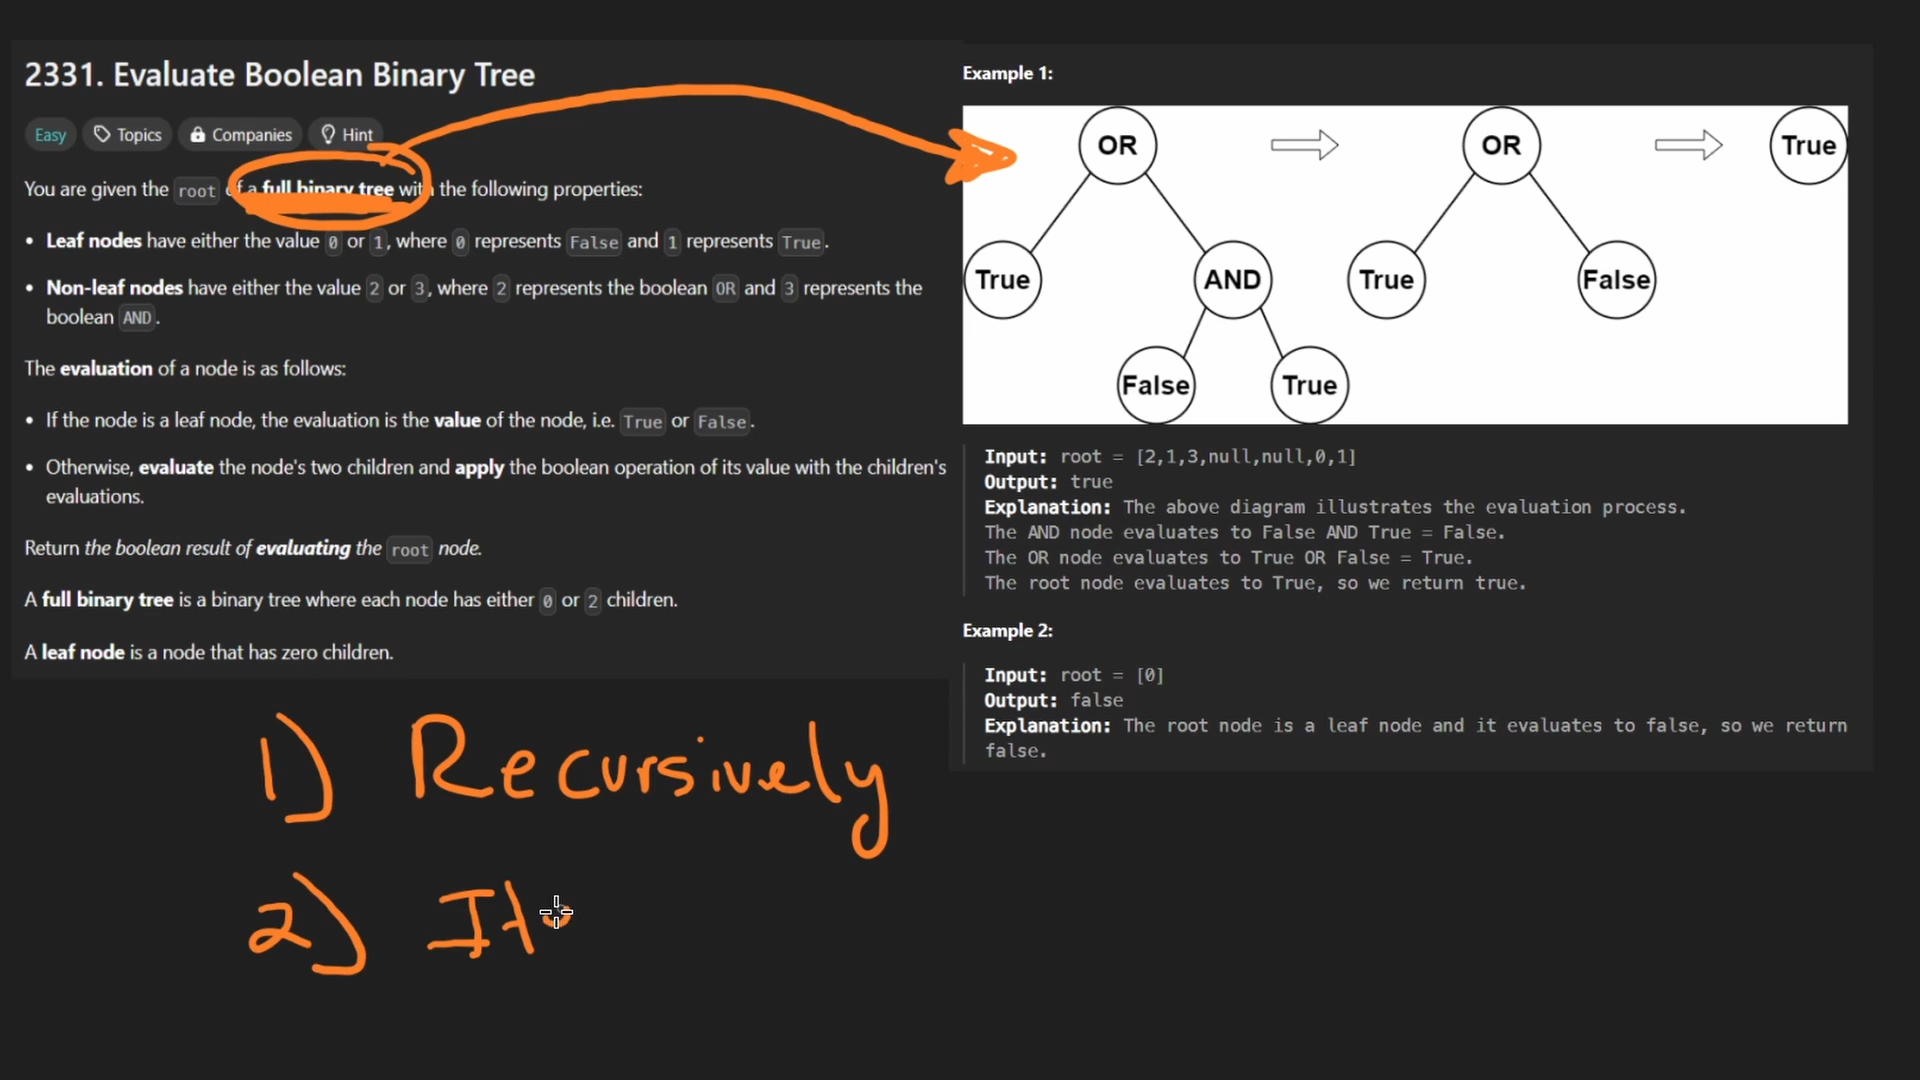 2331. Evaluate Boolean Binary Tree
Easy Topics Companies Hint
You are given the root of a full binary tree with the following properties:
• Leaf nodes have either the value 0 or 1, where 0 represents False and 1 represents True.
• Non-leaf nodes have either the value 2 or 3, where 2 represents the boolean OR and 3 represents the
boolean AND.
The evaluation of a node is as follows:
• If the node is a leaf node, the evaluation is the value of the node, i.e. True or False.
• Otherwise, evaluate the node's two children and apply the boolean operation of its value with the children's
evaluations.
Return the boolean result of evaluating the root node.
A full binary tree is a binary tree where each node has either 0 or 2 children.
A leaf node is a node that has zero children.
Example 1:
OR OR True
True AND True False
False True
Input: root = [2,1,3,null,null,0,1]
Output: true
Explanation: The above diagram illustrates the evaluation process.
The AND node evaluates to False AND True = False.
The OR node evaluates to True OR False = True.
The root node evaluates to True, so we return true.
Example 2:
Input: root = [0]
Output: false
Explanation: The root node is a leaf node and it evaluates to false, so we return
false.
1) Recursively
2) It